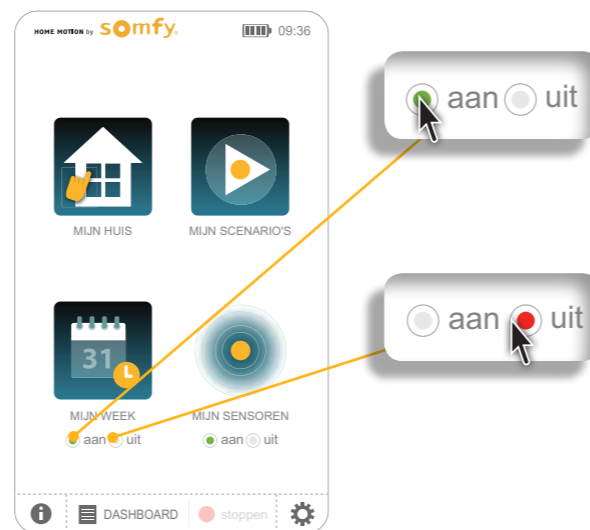 HOME MOTION by somfy. 09:36
MIJN HUIS MIJN SCENARIO'S
31
MIJN WEEK MIJN SENSOREN
aan uit aan uit
i DASHBOARD stoppen
aan uit
aan uit